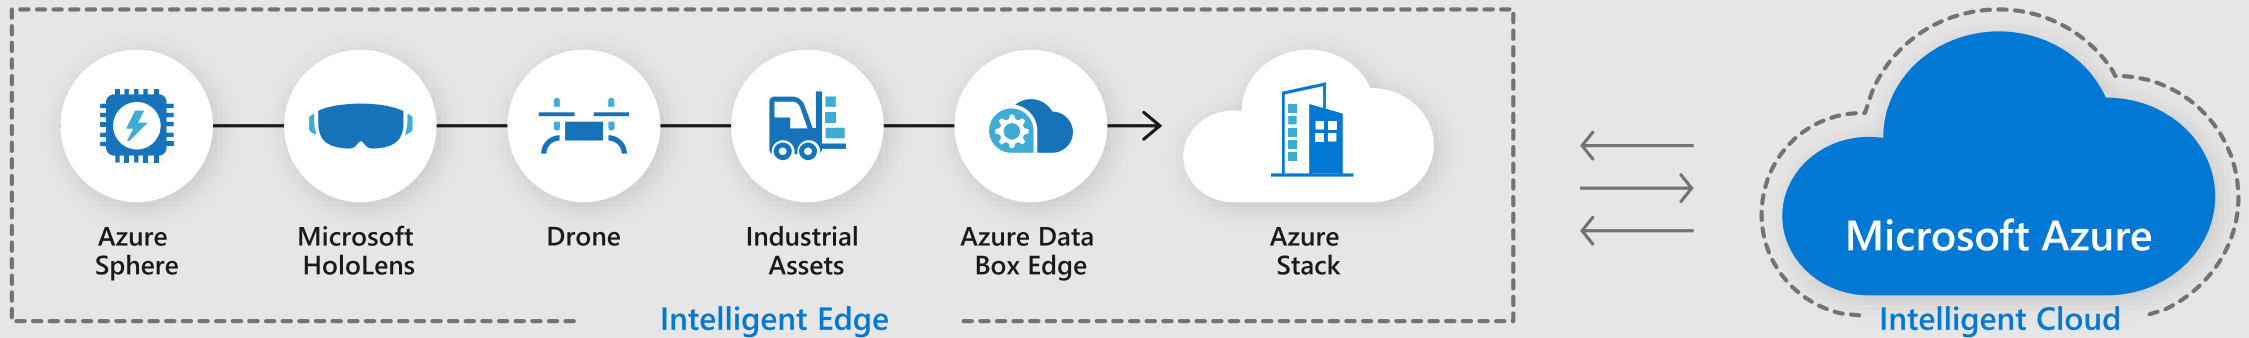 Azure
Sphere
Microsoft
HoloLens
Drone
Industrial
Assets
Azure Data
Box Edge
Azure
Stack
Intelligent Edge
Microsoft Azure
Intelligent Cloud